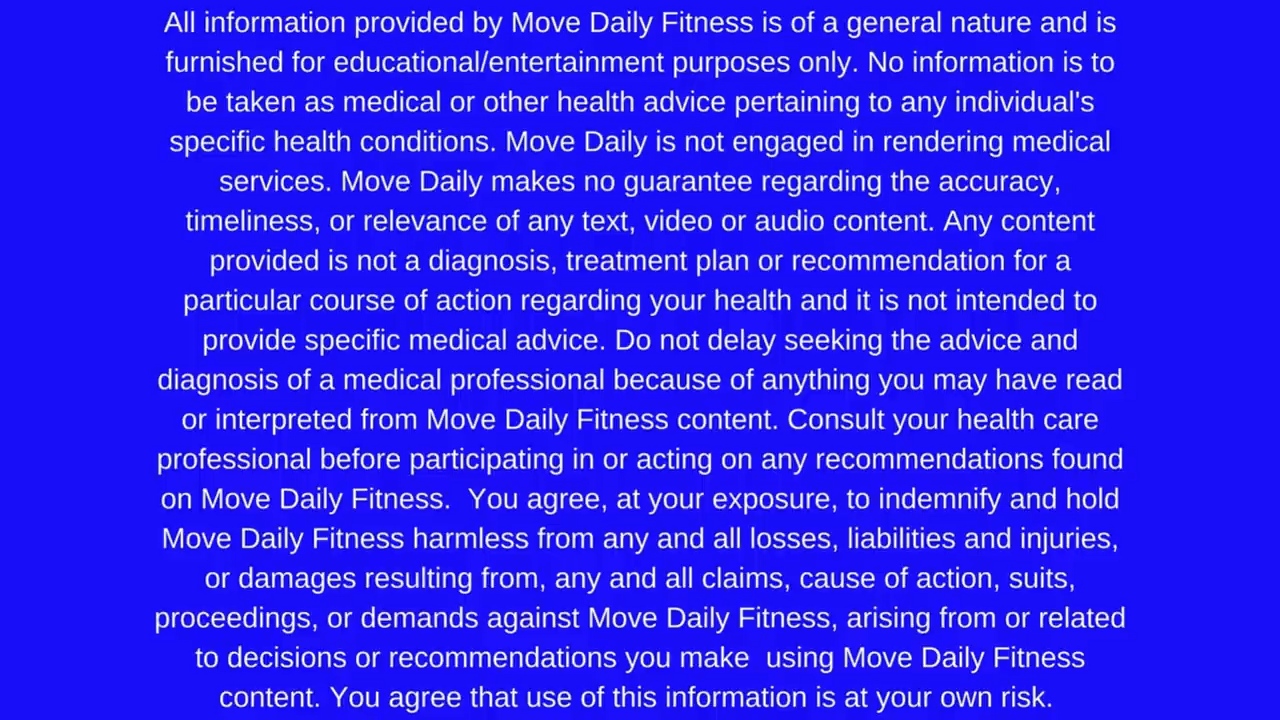 All information provided by Move Daily Fitness is of a general nature and is
furnished for educational/entertainment purposes only. No information is to
be taken as medical or other health advice pertaining to any individual's
specific health conditions. Move Daily is not engaged in rendering medical
services. Move Daily makes no guarantee regarding the accuracy,
timeliness, or relevance of any text, video or audio content. Any content
provided is not a diagnosis, treatment plan or recommendation for a
particular course of action regarding your health and it is not intended to
provide specific medical advice. Do not delay seeking the advice and
diagnosis of a medical professional because of anything you may have read
or interpreted from Move Daily Fitness content. Consult your health care
professional before participating in or acting on any recommendations found
on Move Daily Fitness.  You agree, at your exposure, to indemnify and hold
Move Daily Fitness harmless from any and all losses, liabilities and injuries,
or damages resulting from, any and all claims, cause of action, suits,
proceedings, or demands against Move Daily Fitness, arising from or related
to decisions or recommendations you make  using Move Daily Fitness
content. You agree that use of this information is at your own risk.